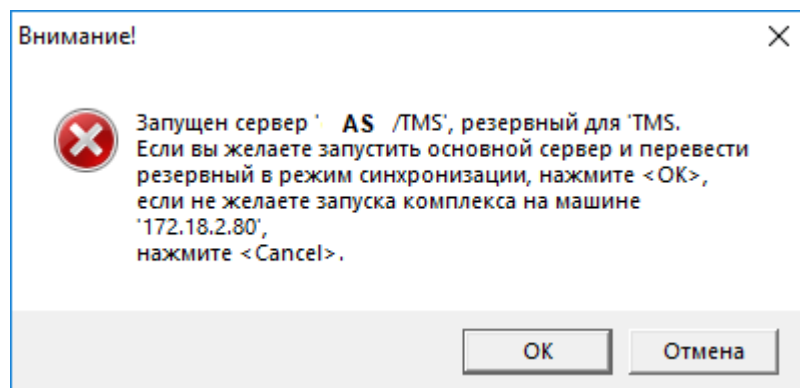 Внимание!
Запущен сервер ' AS /TMS', резервный для 'TMS.
Если вы желаете запустить основной сервер и перевести
резервный в режим синхронизации, нажмите <OK>,
если не желаете запуска комплекса на машине
'172.18.2.80',
нажмите <Cancel>.
ОК
Отмена